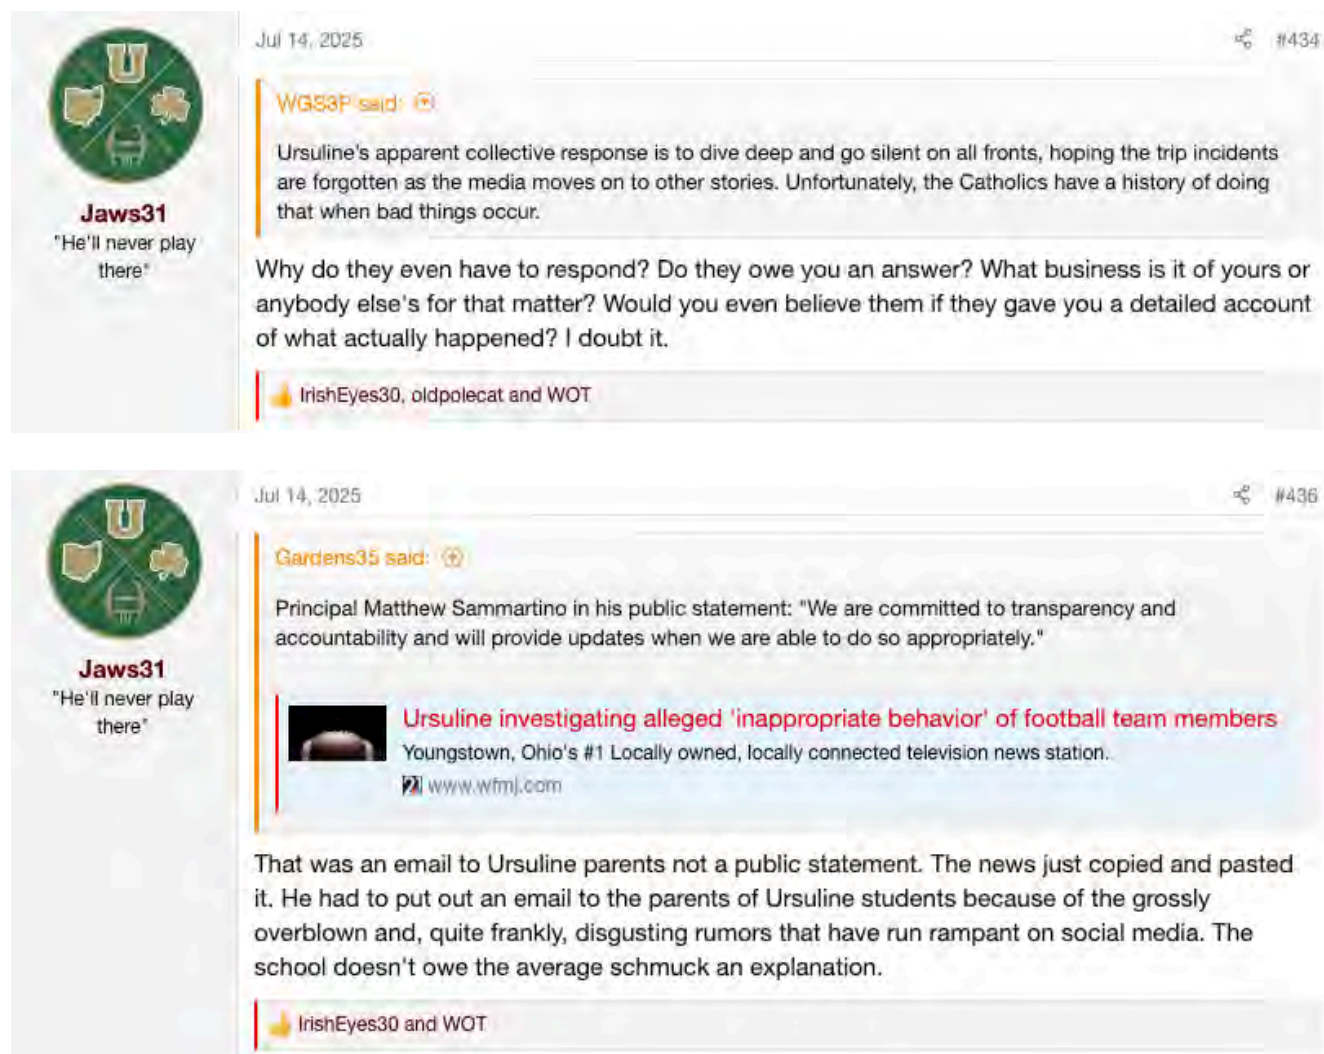 Jul 14, 2025
#434
U
WGS3P said:
Ursuline's apparent collective response is to dive deep and go silent on all fronts, hoping the trip incidents
are forgotten as the media moves on to other stories. Unfortunately, the Catholics have a history of doing
that when bad things occur.
Jaws31
"He'll never play
there"
Why do they even have to respond? Do they owe you an answer? What business is it of yours or
anybody else's for that matter? Would you even believe them if they gave you a detailed account
of what actually happened? I doubt it.
IrishEyes30, oldpolecat and WOT
Jul 14, 2025
#436
U
Gardens35 said:
Principal Matthew Sammartino in his public statement: "We are committed to transparency and
accountability and will provide updates when we are able to do so appropriately."
Jaws31
"He'll never play
there"
Ursuline investigating alleged 'inappropriate behavior' of football team members
Youngstown, Ohio's #1 Locally owned, locally connected television news station.
www.wfmj.com
That was an email to Ursuline parents not a public statement. The news just copied and pasted
it. He had to put out an email to the parents of Ursuline students because of the grossly
overblown and, quite frankly, disgusting rumors that have run rampant on social media. The
school doesn't owe the average schmuck an explanation.
IrishEyes30 and WOT